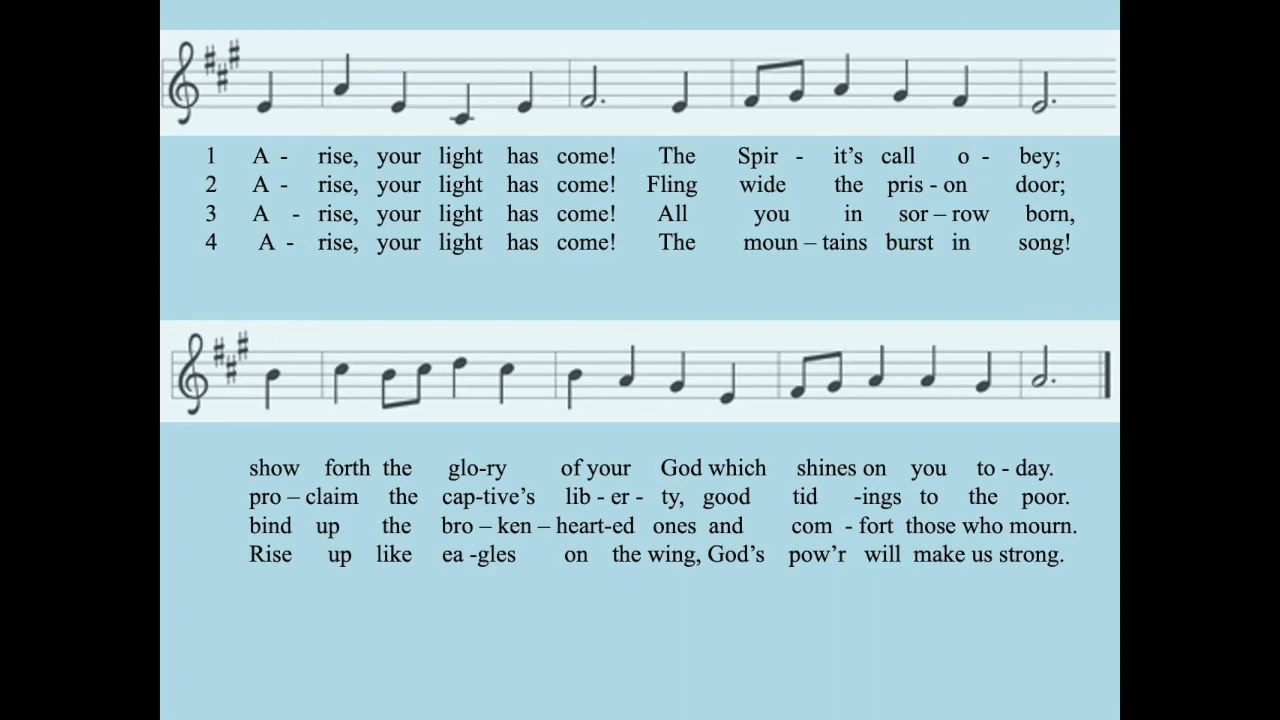 1 A - rise, your light has come! The Spir - it’s call o - bey;
2 A - rise, your light has come! Fling wide the pris - on door;
3 A - rise, your light has come! All you in sor – row born,
4 A - rise, your light has come! The moun – tains burst in song!
show forth the glo-ry of your God which shines on you to - day.
pro – claim the cap-tive’s lib - er - ty, good tid -ings to the poor.
bind up the bro – ken – heart-ed ones and com - fort those who mourn.
Rise up like ea -gles on the wing, God’s pow’r will make us strong.